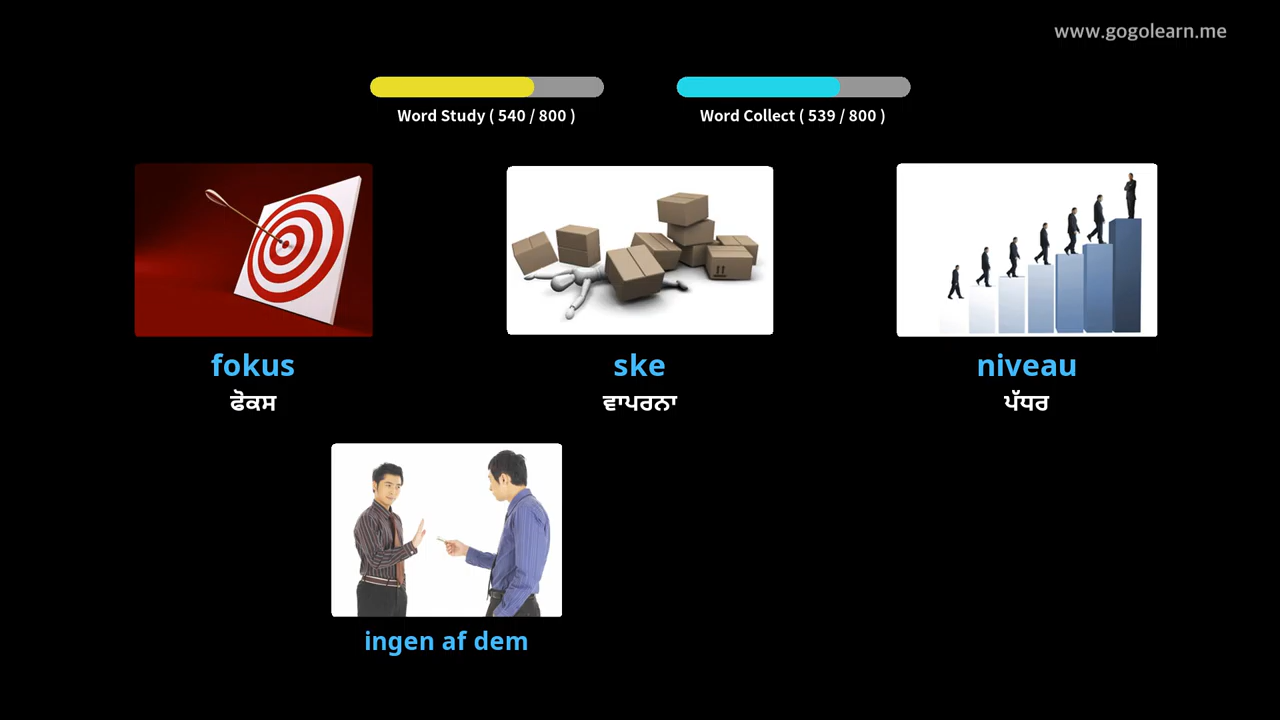 www.gogolearn.me
Word Study ( 540 / 800 )
Word Collect ( 539 / 800 )
fokus
ਫੋਕਸ
ske
ਵਾਪਰਨਾ
niveau
ਪੱਧਰ
ingen af dem